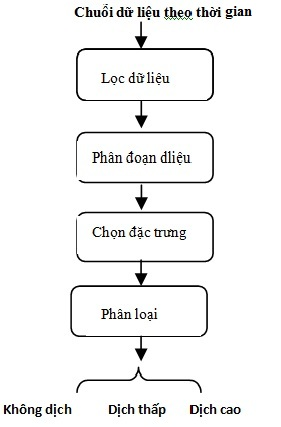 Chuỗi dữ liệu theo thời gian
Lọc dữ liệu
Phân đoạn dliệu
Chọn đặc trưng
Phân loại
Không dịch Dịch thấp Dịch cao